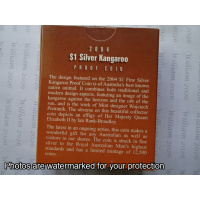 2004
$1 Silver Kangaroo
PROOF COIN
The design featured on the 2004 $1 Fine Silver
Kangaroo Proof Coin is of Australia's best known
native animal. It combines both traditional and
modern design aspects, featuring an image of the
kangaroo against the horizon and the rays of the
sun, and is the work of Mint designer Wojciech
Pietranik. The obverse on this beautiful collector
coin depicts an effigy of Her Majesty Queen
Elizabeth II by Ian Rank-Broadley.
The latest in an ongoing series, this coin makes a
wonderful gift for Australians as well as
visitors to our shores. The coin is struck in fine
silver to the Royal Australian Mint's highest
standards and has a limited mintage of 12,500
Photos are watermarked for your protection